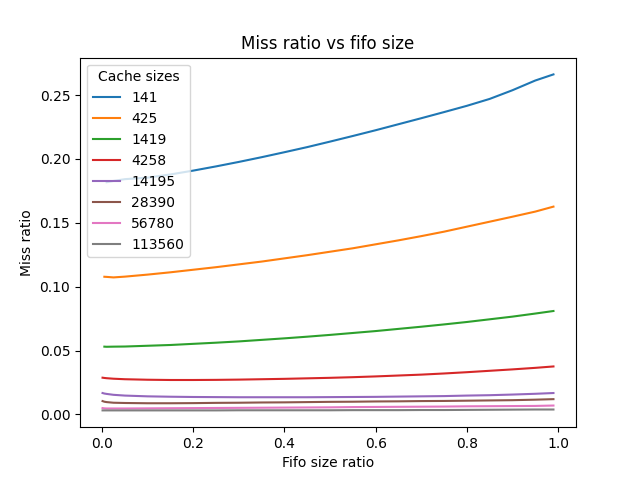 Miss ratio vs fifo size
Cache sizes
141
425
1419
4258
14195
28390
56780
113560
0.25
0.20
0.15
0.10
0.05
0.00
Miss ratio
0.0 0.2 0.4 0.6 0.8 1.0
Fifo size ratio